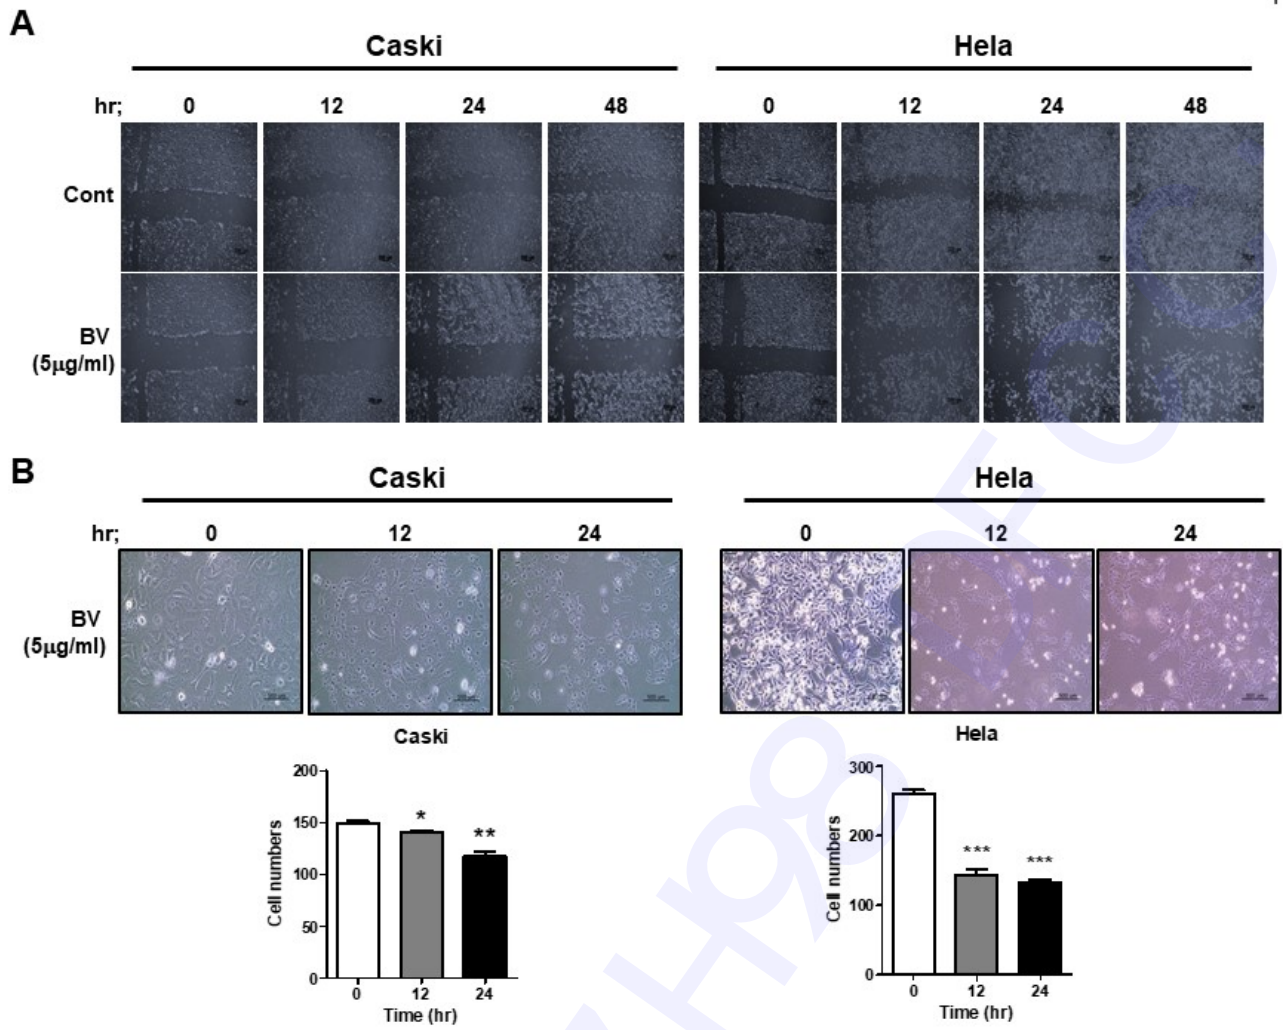 A
Caski Hela
hr; 0 12 24 48 0 12 24 48
Cont
BV
(5µg/ml)
B
Caski Hela
hr; 0 12 24 0 12 24
BV
(5µg/ml)
Caski
200
150
100
50
0
Cell numbers
*
**
0 12 24
Time (hr)
Hela
300
200
100
0
Cell numbers
***
***
0 12 24
Time (hr)